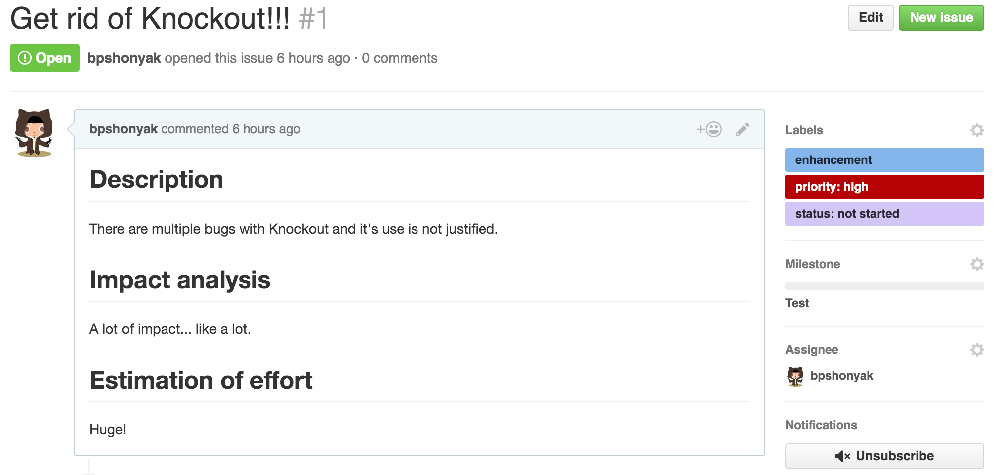 Get rid of Knockout!!! #1
Edit
New issue
Open
bpshonyak opened this issue 6 hours ago · 0 comments
bpshonyak commented 6 hours ago
Description
There are multiple bugs with Knockout and it's use is not justified.
Impact analysis
A lot of impact... like a lot.
Estimation of effort
Huge!
Labels
enhancement
priority: high
status: not started
Milestone
Test
Assignee
bpshonyak
Notifications
Unsubscribe